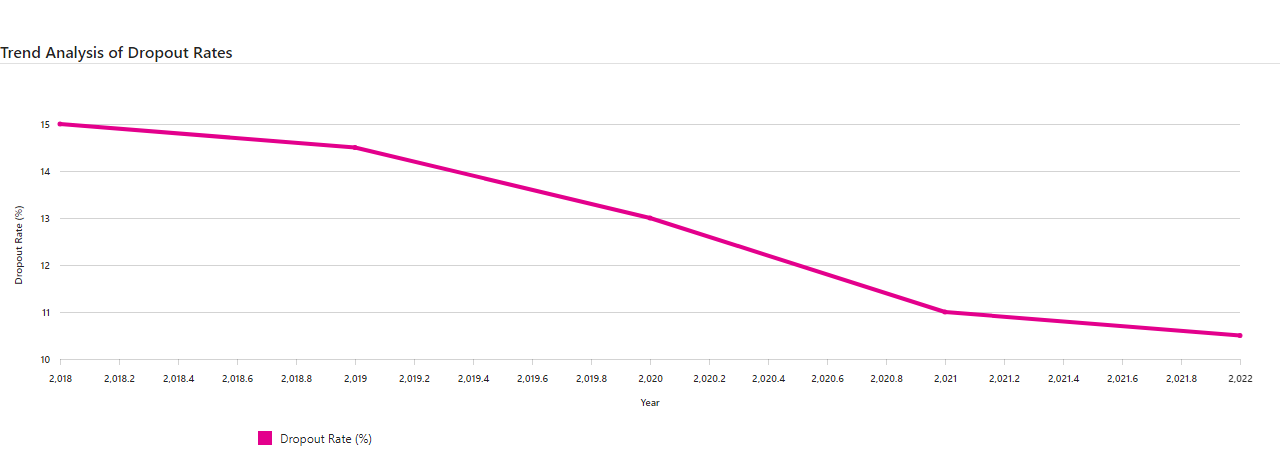 Trend Analysis of Dropout Rates
15
14
13
12
11
10
Dropout Rate (%)
2,018 2,018.2 2,018.4 2,018.6 2,018.8 2,019 2,019.2 2,019.4 2,019.6 2,019.8 2,020 2,020.2 2,020.4 2,020.6 2,020.8 2,021 2,021.2 2,021.4 2,021.6 2,021.8 2,022
Year
Dropout Rate (%)